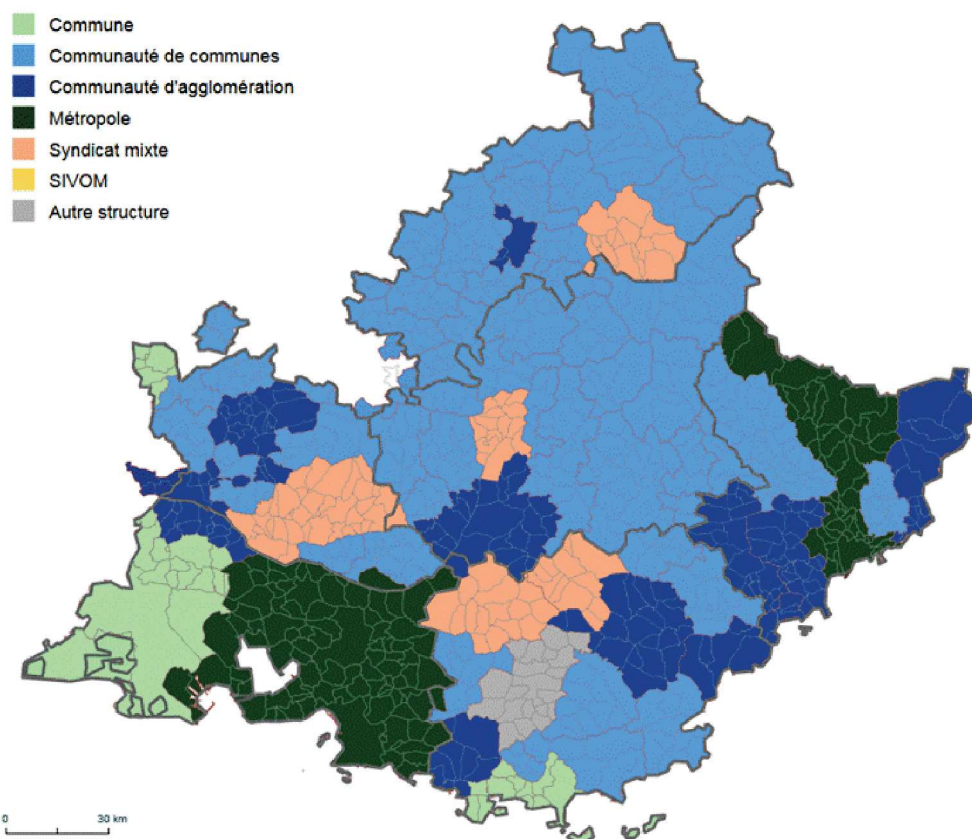 Commune
Communauté de communes
Communauté d'agglomération
Métropole
Syndicat mixte
SIVOM
Autre structure
0 30 km